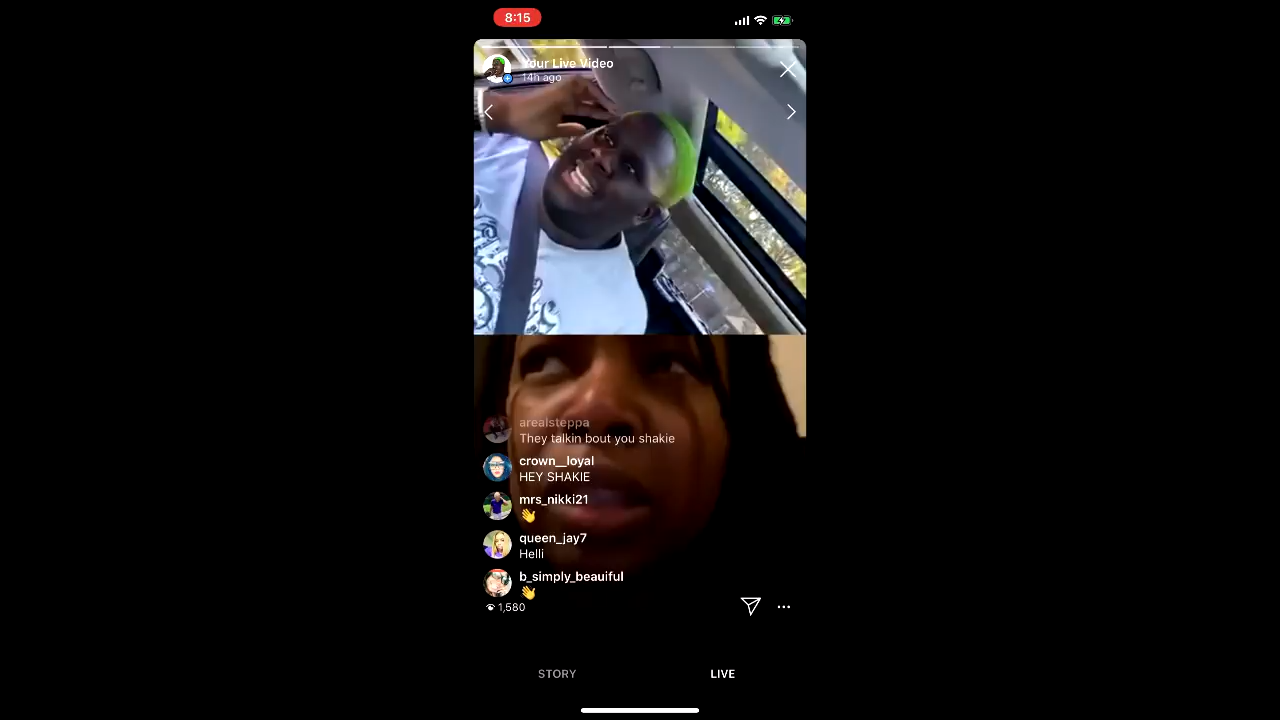 8:15
Your Live Video
14h ago
arealsteppa
They talkin bout you shakie
crown__loyal
HEY SHAKIE
mrs_nikki21
👋
queen_jay7
Helli
b_simply_beauiful
👋
1,580
STORY
LIVE